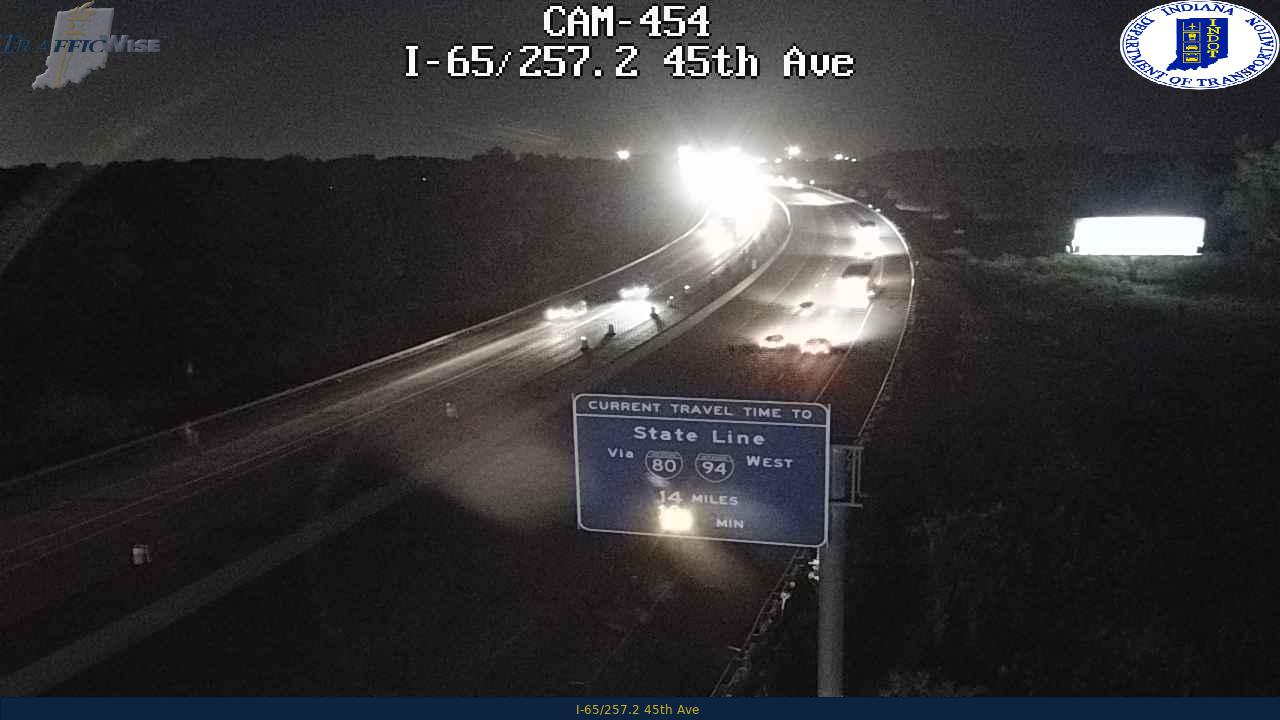 CAM-454
I-65/257.2 45th Ave
TRAFFICWISE
INDIANA
DEPARTMENT OF TRANSPORTATION
INDOT
CURRENT TRAVEL TIME TO
State Line
Via 80 94 WEST
14 MILES
MIN
I-65/257.2 45th Ave